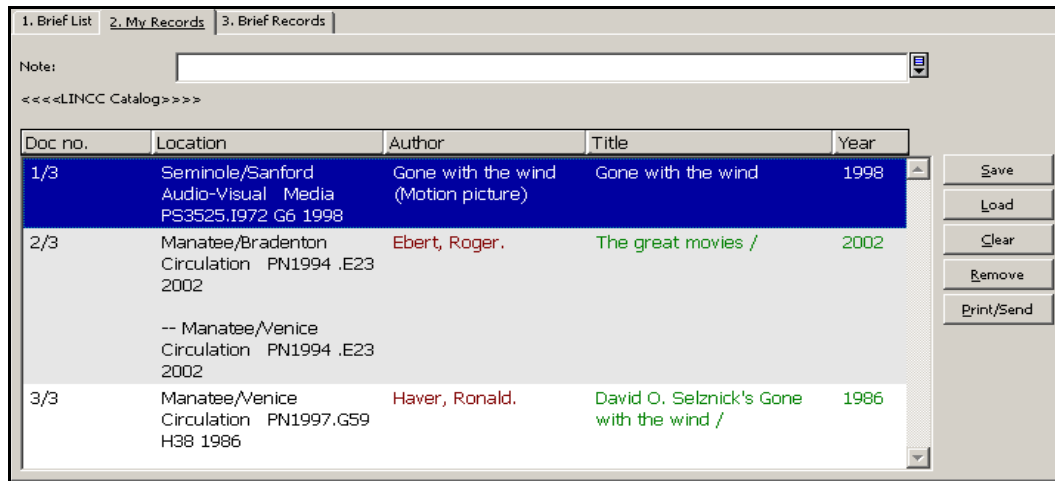 1. Brief List 2. My Records 3. Brief Records
Note:
<<<<LINCC Catalog>>>>
Doc no. Location Author Title Year
1/3 Seminole/Sanford Gone with the wind Gone with the wind 1998
Audio-Visual Media (Motion picture)
PS3525.I972 G6 1998
2/3 Manatee/Bradenton Ebert, Roger. The great movies / 2002
Circulation PN1994 .E23
2002
-- Manatee/Venice
Circulation PN1994 .E23
2002
3/3 Manatee/Venice Haver, Ronald. David O. Selznick's Gone 1986
Circulation PN1997.G59 with the wind /
H38 1986
Save
Load
Clear
Remove
Print/Send